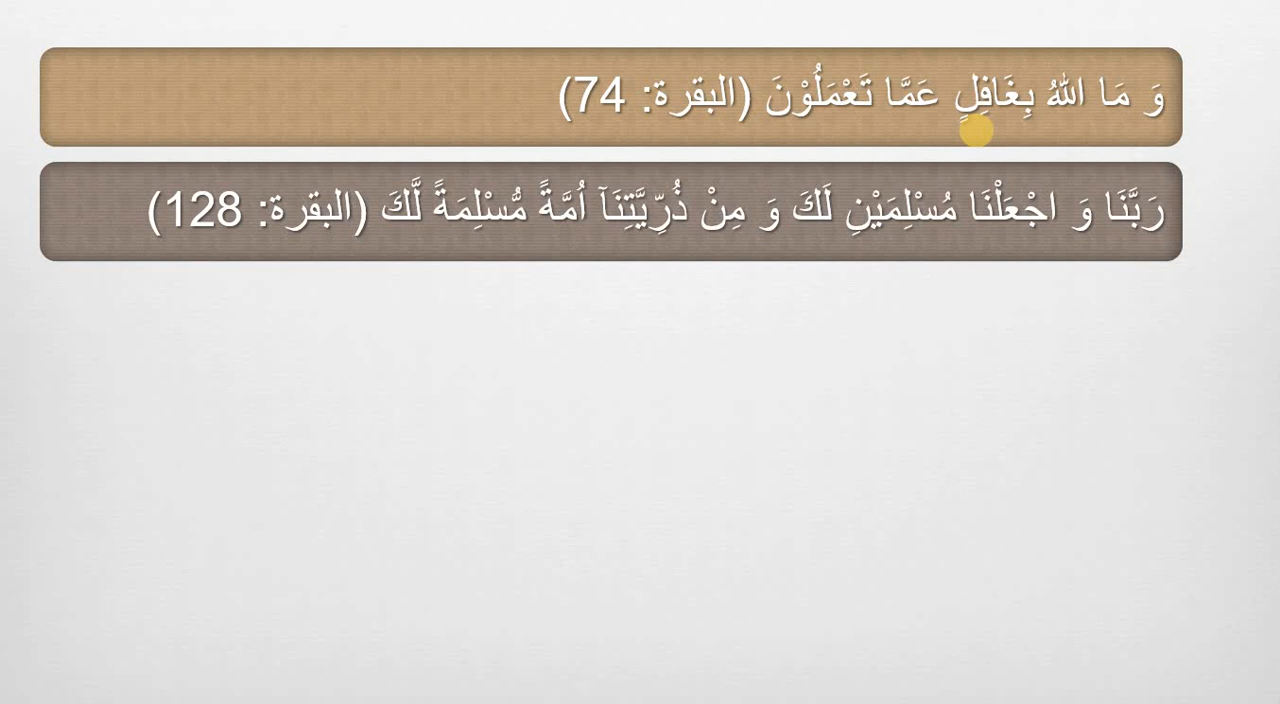 وَ مَا اللهُ بِغَافِلٍ عَمَّا تَعْمَلُوْنَ (البقرة: 74)
رَبَّنَا وَ اجْعَلْنَا مُسْلِمَيْنِ لَكَ وَ مِنْ ذُرِّيَّتِنَآ اُمَّةً مُّسْلِمَةً لَّكَ (البقرة: 128)